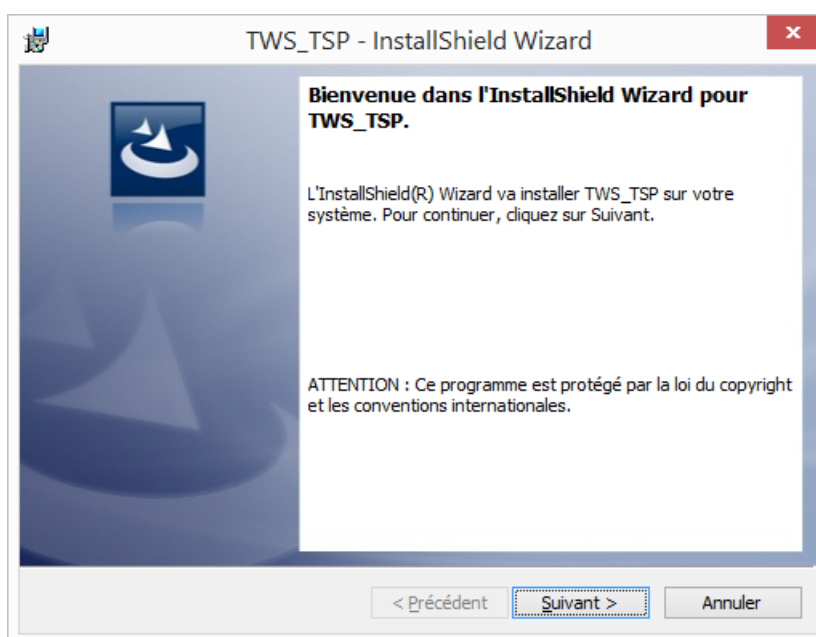 TWS_TSP - InstallShield Wizard
Bienvenue dans l'InstallShield Wizard pour
TWS_TSP.
L'InstallShield(R) Wizard va installer TWS_TSP sur votre
système. Pour continuer, cliquez sur Suivant.
ATTENTION : Ce programme est protégé par la loi du copyright
et les conventions internationales.
< Précédent Suivant > Annuler